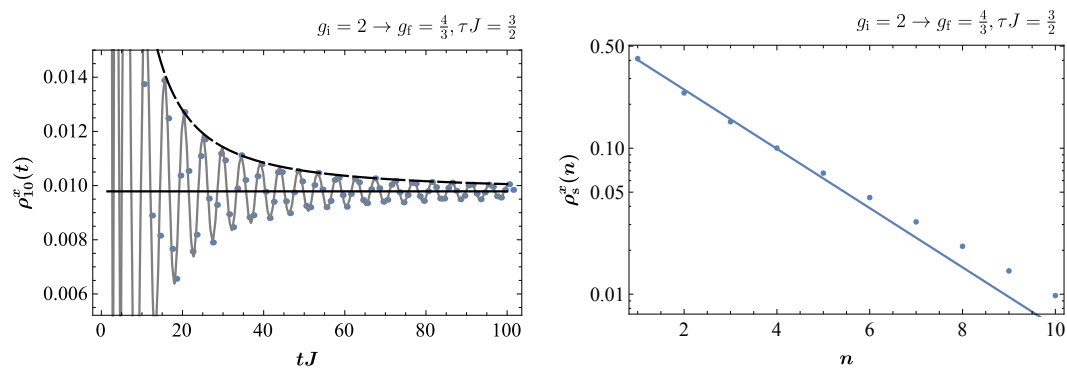 g_i = 2 → g_f = 4/3, τJ = 3/2
0.014
0.012
0.010
0.008
0.006
ρ^x_10(t)
0 20 40 60 80 100
tJ
g_i = 2 → g_f = 4/3, τJ = 3/2
0.50
0.10
0.05
0.01
ρ^x_s(n)
2 4 6 8 10
n